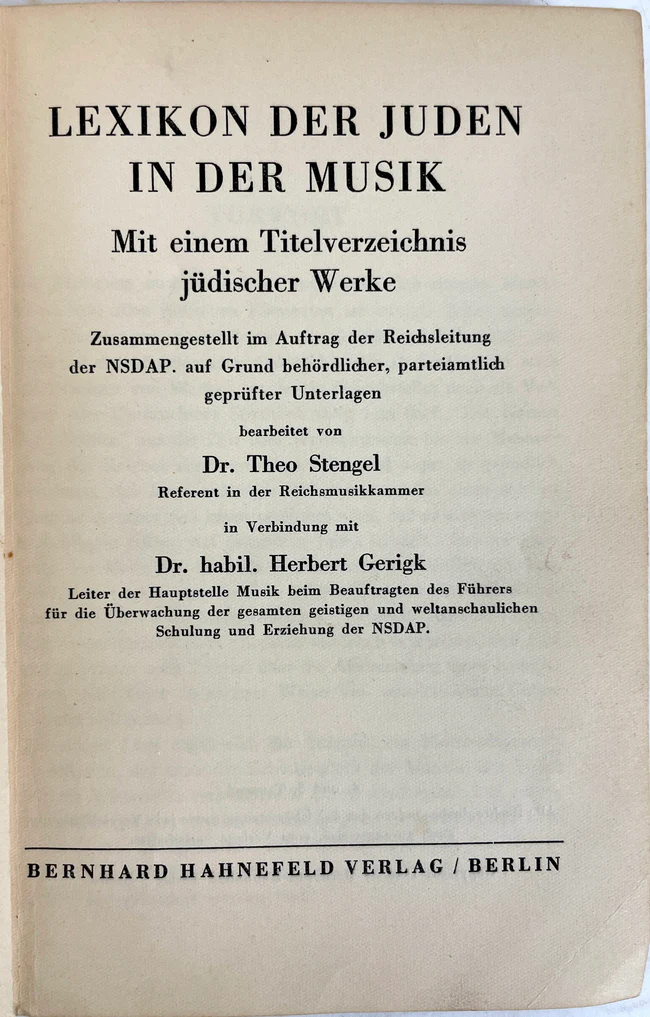 LEXIKON DER JUDEN
IN DER MUSIK
Mit einem Titelverzeichnis
jüdischer Werke
Zusammengestellt im Auftrag der Reichsleitung
der NSDAP. auf Grund behördlicher, parteiamtlich
geprüfter Unterlagen
bearbeitet von
Dr. Theo Stengel
Referent in der Reichsmusikkammer
in Verbindung mit
Dr. habil. Herbert Gerigk
Leiter der Hauptstelle Musik beim Beauftragten des Führers
für die Überwachung der gesamten geistigen und weltanschaulichen
Schulung und Erziehung der NSDAP.
BERNHARD HAHNEFELD VERLAG / BERLIN